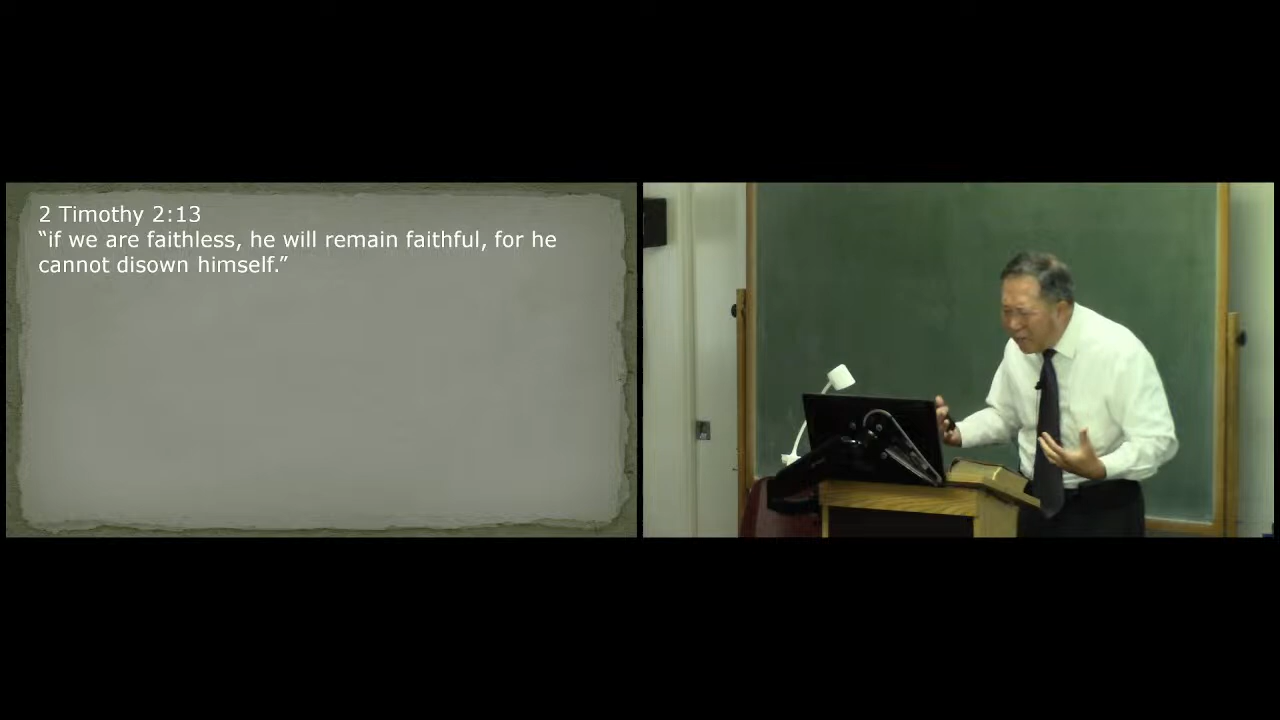 2 Timothy 2:13
“if we are faithless, he will remain faithful, for he
cannot disown himself.”